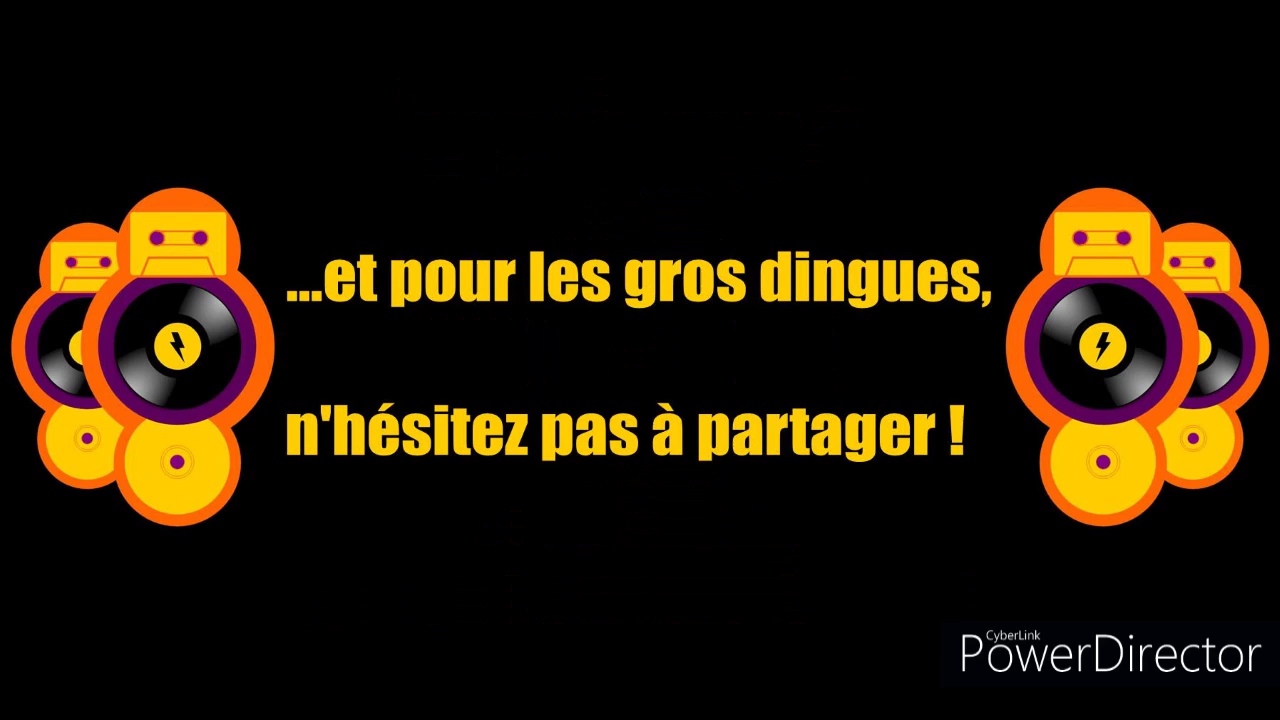 ...et pour les gros dingues,
n'hésitez pas à partager !
CyberLink
PowerDirector